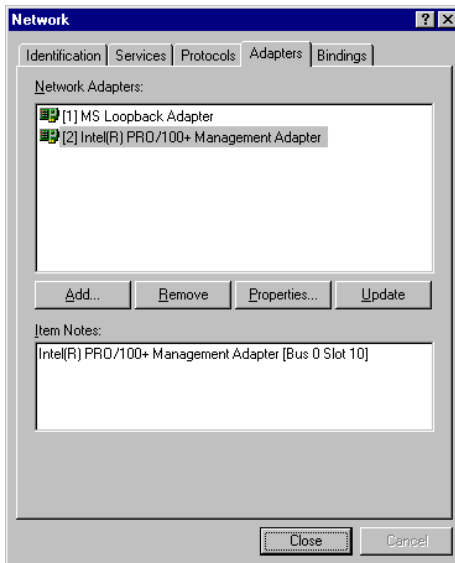 Network
Identification Services Protocols Adapters Bindings
Network Adapters:
[1] MS Loopback Adapter
[2] Intel(R) PRO/100+ Management Adapter
Add... Remove Properties... Update
Item Notes:
Intel(R) PRO/100+ Management Adapter [Bus 0 Slot 10]
Close Cancel